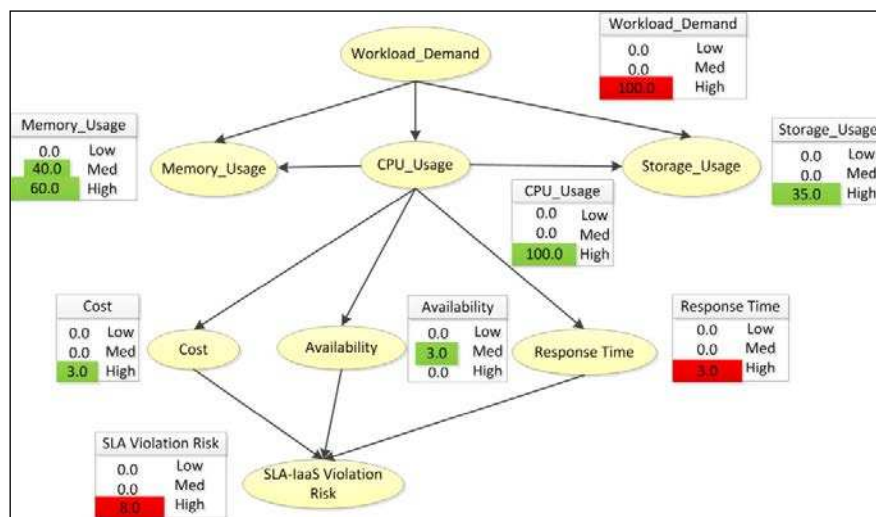 Workload_Demand
0.0 Low
0.0 Med
100.0 High
Workload_Demand
Memory_Usage
0.0 Low
40.0 Med
60.0 High
Storage_Usage
0.0 Low
0.0 Med
35.0 High
Memory_Usage
CPU_Usage
Storage_Usage
CPU_Usage
0.0 Low
0.0 Med
100.0 High
Cost
0.0 Low
0.0 Med
3.0 High
Cost
Availability
Availability
0.0 Low
3.0 Med
0.0 High
Response Time
Response Time
0.0 Low
0.0 Med
3.0 High
SLA Violation Risk
0.0 Low
0.0 Med
8.0 High
SLA-IaaS Violation
Risk